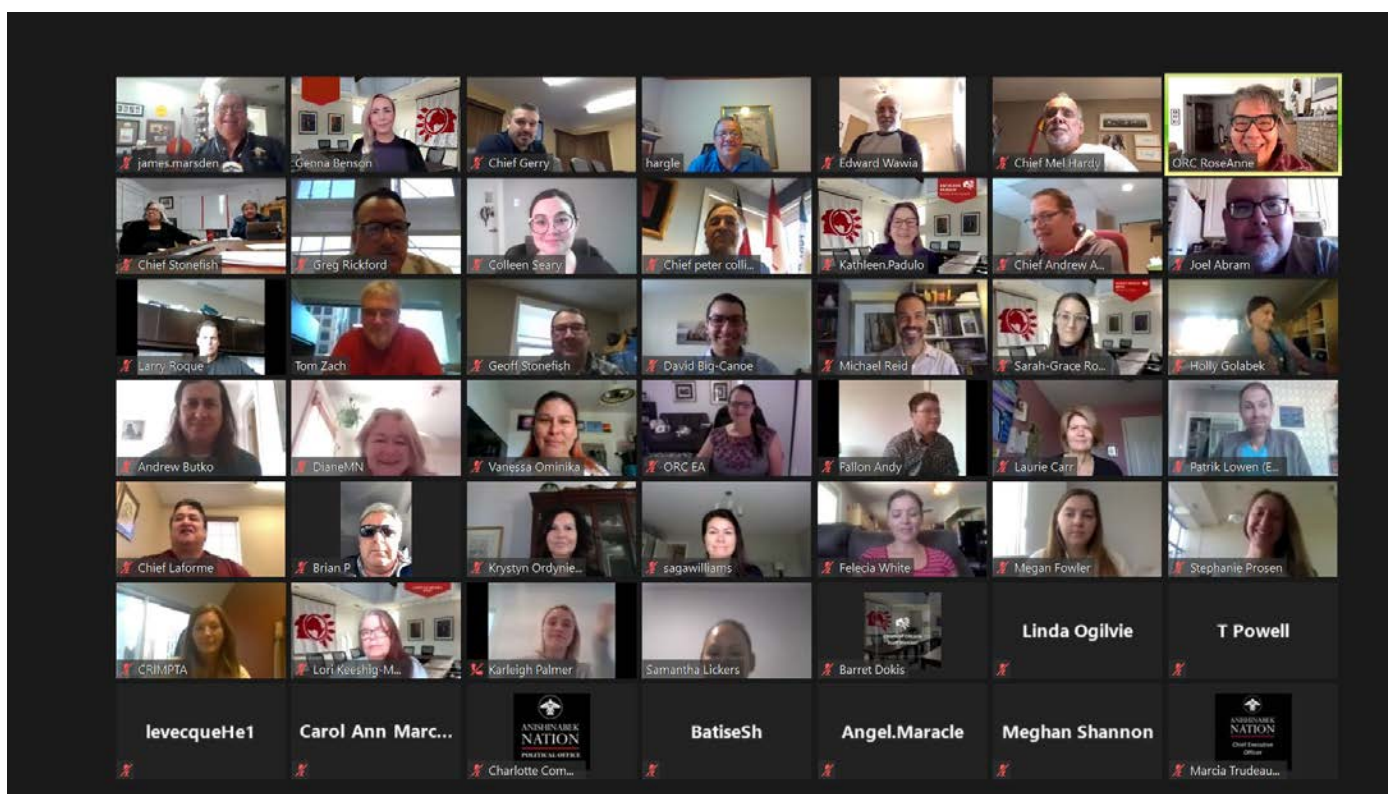 james.marsden
Genna Benson
Chief Gerry
hargle
Edward Wawia
Chief Mel Hardy
ORC RoseAnne
Chief Stonefish
Greg Rickford
Colleen Seary
Chief peter colli...
Kathleen.Padulo
Chief Andrew A...
Joel Abram
Larry Roque
Tom Zach
Geoff Stonefish
David Big-Canoe
Michael Reid
Sarah-Grace Ro...
Holly Golabek
Andrew Butko
DianeMN
Vanessa Ominika
ORC EA
Fallon Andy
Laurie Carr
Patrik Lowen (E...
Chief Laforme
Brian P
Krystyn Ordynie...
sagawilliams
Felecia White
Megan Fowler
Stephanie Prosen
CRIMPTA
Lori Keeshig-M...
Karleigh Palmer
Samantha Lickers
Barret Dokis
Linda Ogilvie
T Powell
levecqueHe1
Carol Ann Marc...
ANISHINABEK
NATION
POLITICAL OFFICE
Charlotte Com...
BatiseSh
Angel.Maracle
Meghan Shannon
ANISHINABEK
NATION
Chief Executive
Officer
Marcia Trudeau...